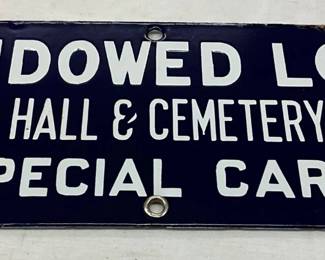 NDOWED LO
HALL & CEMETERY
PECIAL CAR